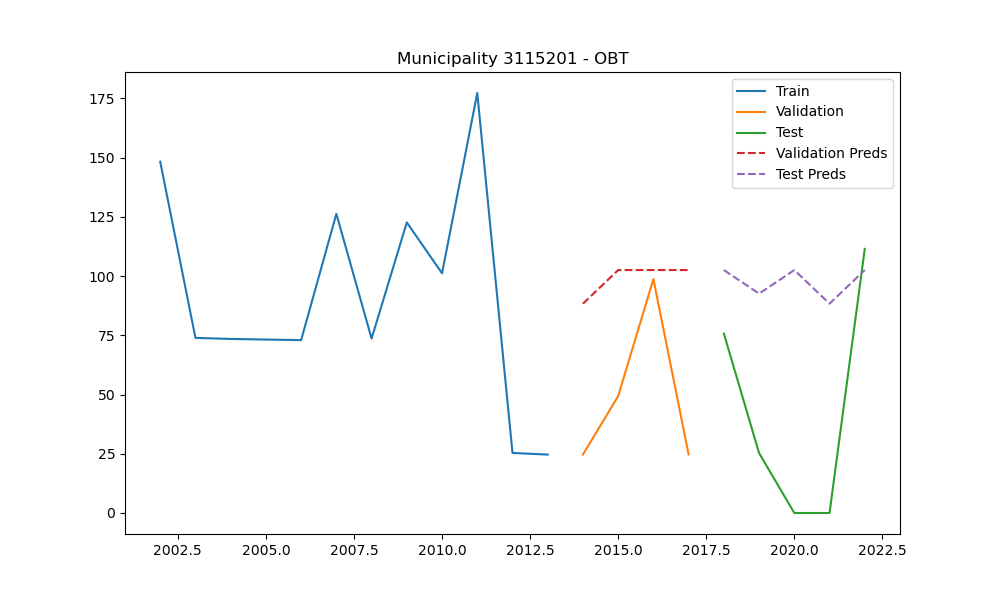 Municipality 3115201 - OBT
Train
Validation
Test
Validation Preds
Test Preds
175
150
125
100
75
50
25
0
2002.5 2005.0 2007.5 2010.0 2012.5 2015.0 2017.5 2020.0 2022.5